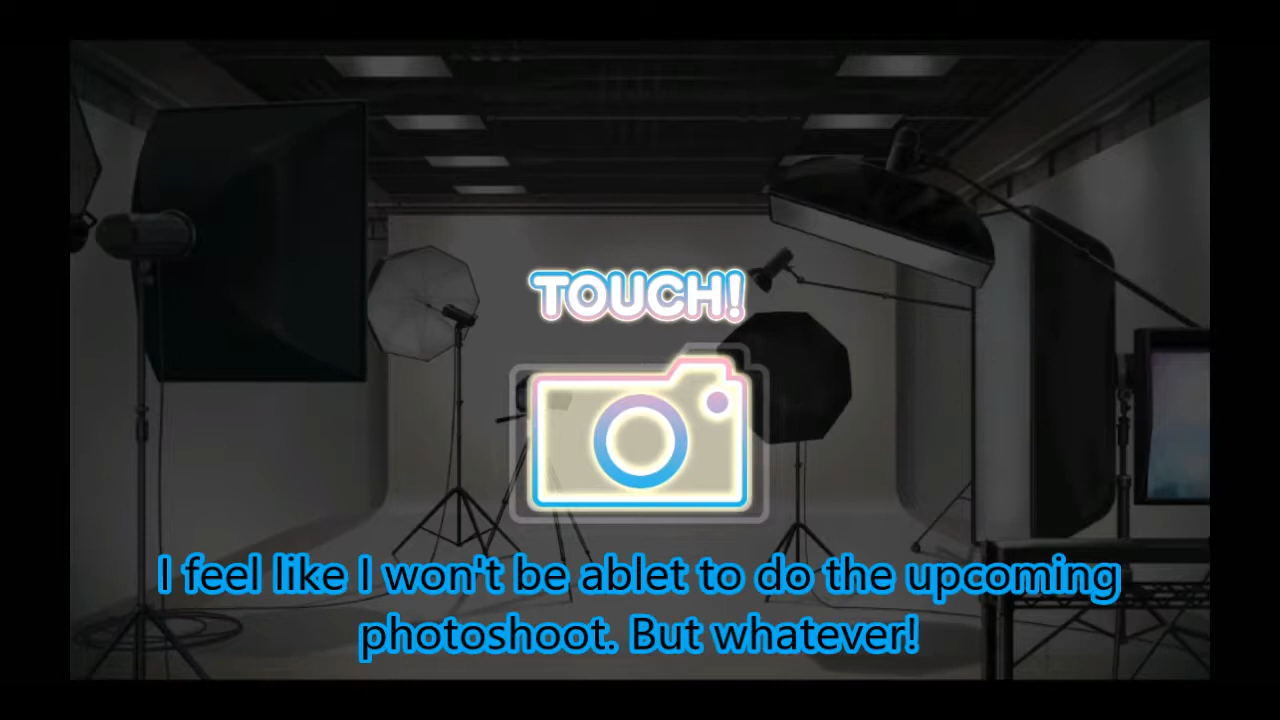 TOUCH!
I feel like I won't be ablet to do the upcoming
photoshoot. But whatever!